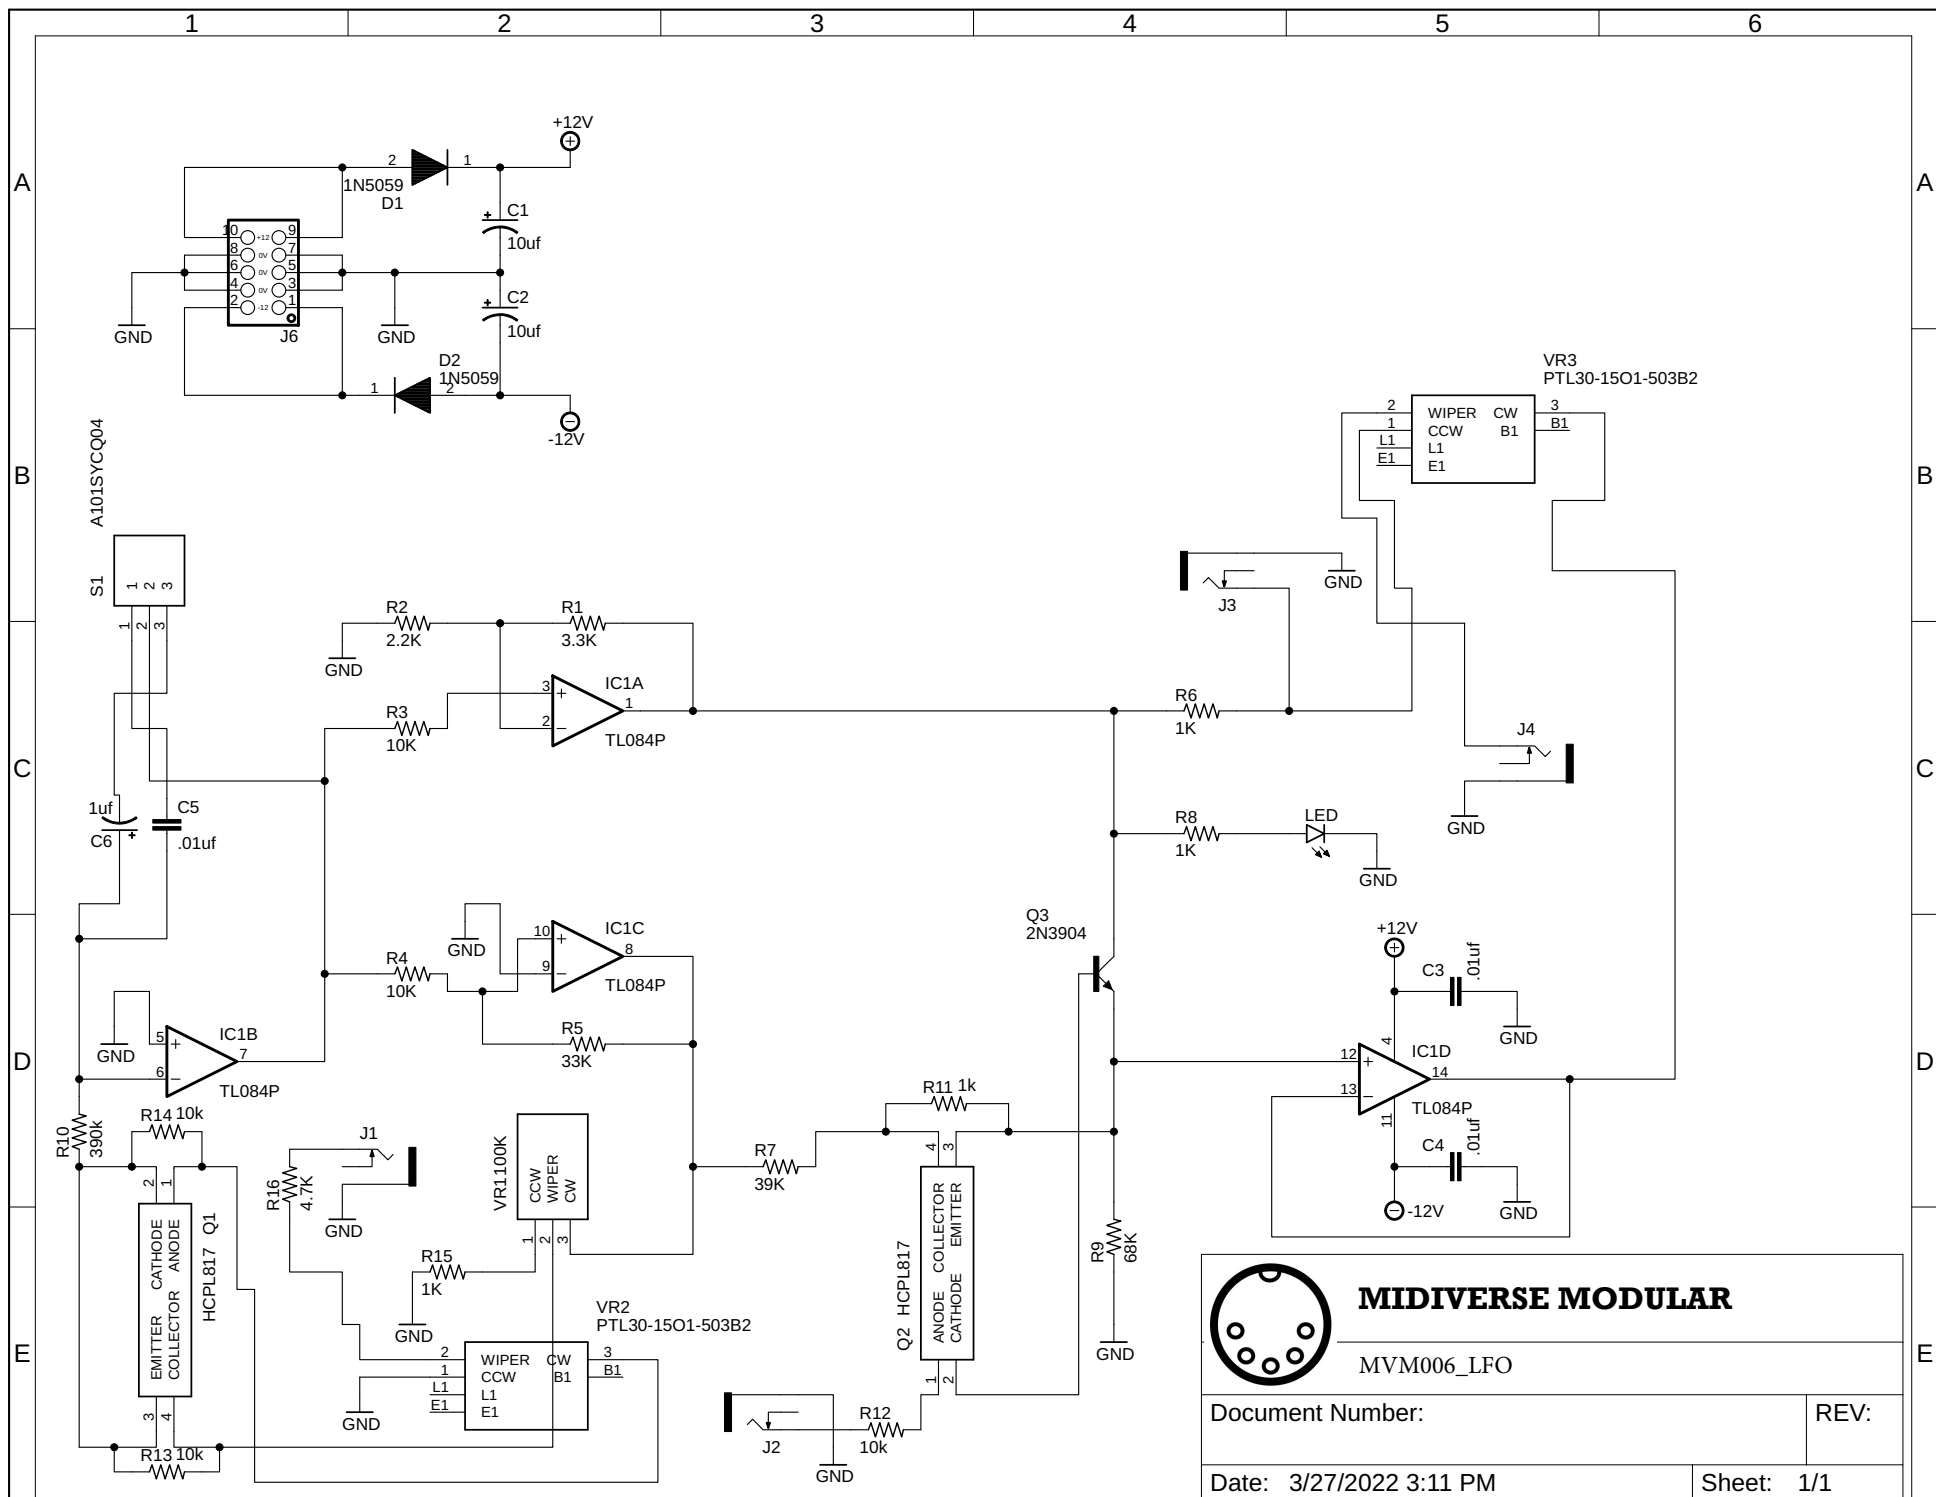 1 2 3 4 5 6
A
A
B
B
C
C
D
D
E
E
+12V
2 1
1N5059
D1
C1
10uf
10 +12 9
8 0V 7
6 0V 5
4 0V 3
2 -12 1
J6
GND
GND
C2
10uf
D2
1N5059
1 2
-12V
VR3
PTL30-15O1-503B2
2 WIPER CW 3
1 CCW B1 B1
L1 L1
E1 E1
A101SYCQ04
S1
1 2 3
1 2 3
J3
GND
R2
2.2K
GND
R1
3.3K
R3
10K
3 +
2 −
IC1A
1
TL084P
R6
1K
J4
GND
1uf
C6
+
C5
.01uf
R8
1K
LED
GND
GND
10 +
9 −
IC1C
8
TL084P
R4
10K
R5
33K
Q3
2N3904
+12V
C3
.01uf
GND
GND
5 +
6 −
IC1B
7
TL084P
12 +
13 −
4
IC1D
14
TL084P
11
C4
.01uf
-12V
GND
R10
390k
R14 10k
2 1
EMITTER CATHODE
COLLECTOR ANODE
HCPL817 Q1
3 4
R13 10k
J1
R16
4.7K
GND
VR1100K
CCW
WIPER
CW
1 2 3
R15
1K
GND
VR2
PTL30-15O1-503B2
2 WIPER CW 3
1 CCW B1 B1
L1 L1
E1 E1
GND
R7
39K
R11 1k
4 3
ANODE COLLECTOR
CATHODE EMITTER
Q2 HCPL817
1 2
R9
68K
GND
J2
R12
10k
GND
MIDIVERSE MODULAR
MVM006_LFO
Document Number:
REV:
Date: 3/27/2022 3:11 PM
Sheet: 1/1